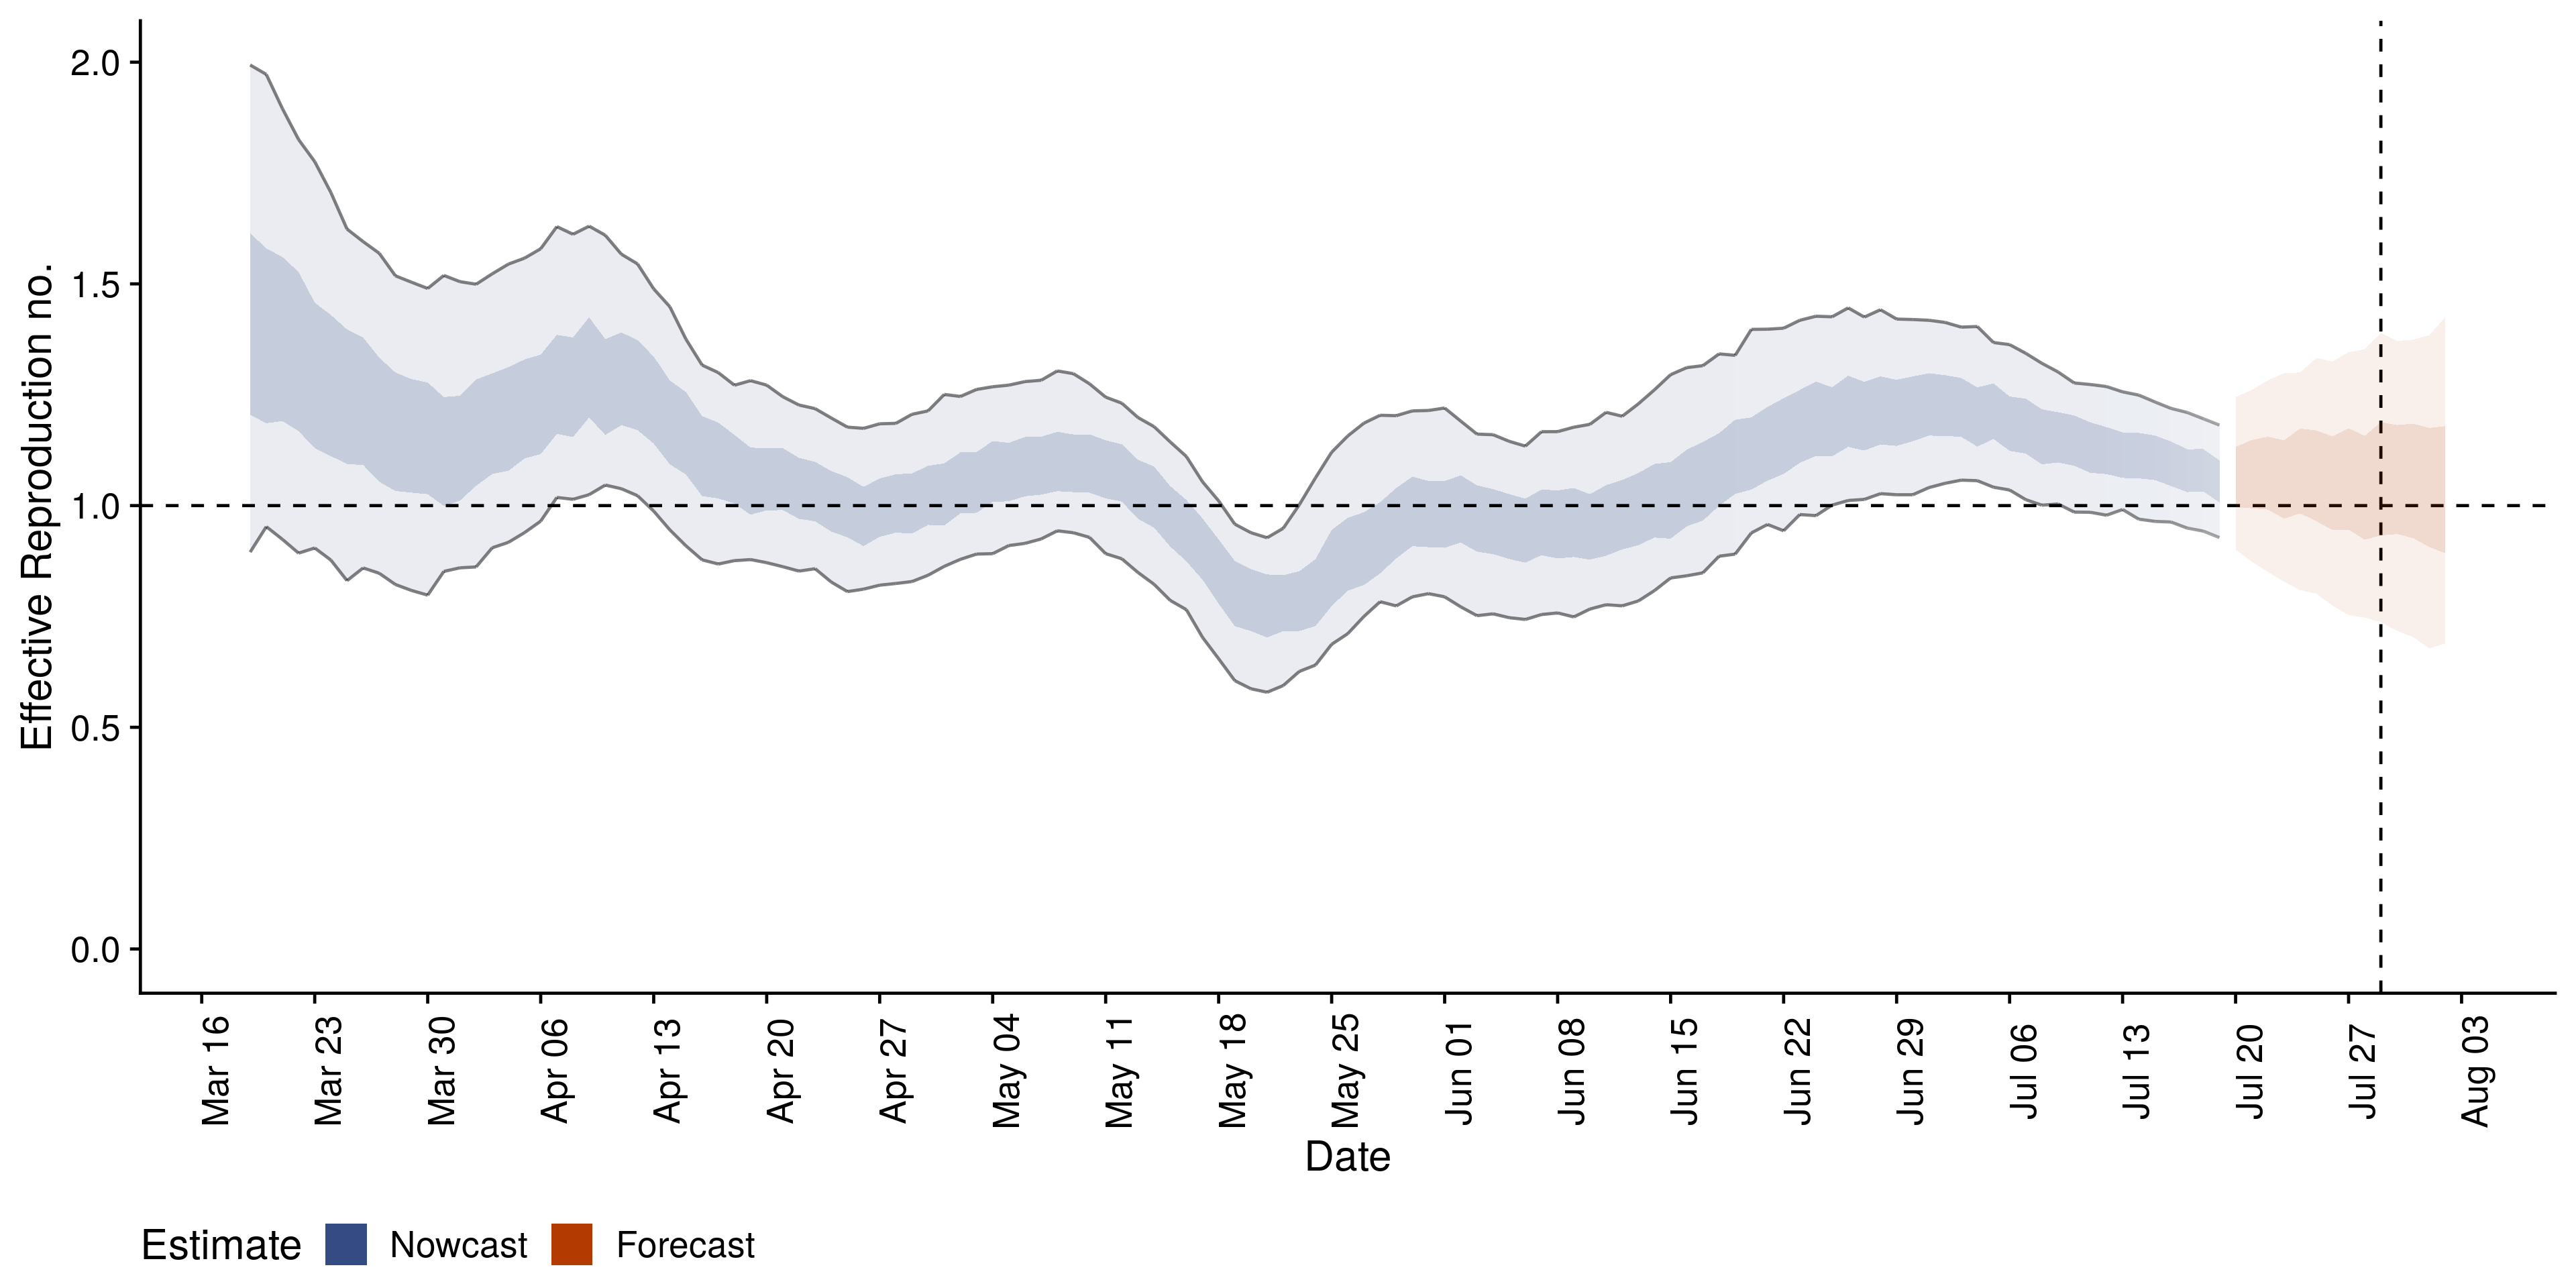 Effective Reproduction no.
2.0
1.5
1.0
0.5
0.0
Mar 16
Mar 23
Mar 30
Apr 06
Apr 13
Apr 20
Apr 27
May 04
May 11
May 18
May 25
Jun 01
Jun 08
Jun 15
Jun 22
Jun 29
Jul 06
Jul 13
Jul 20
Jul 27
Aug 03
Date
Estimate Nowcast Forecast